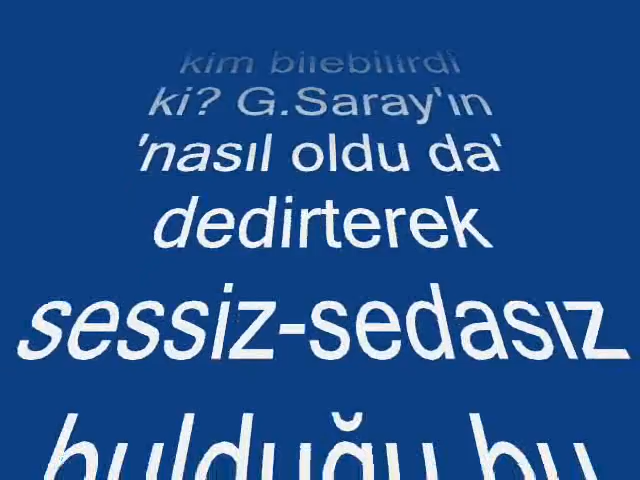 kim bilebilirdi
ki? G.Saray'ın
'nasıl oldu da'
dedirterek
sessiz-sedasız
bulduğu bu